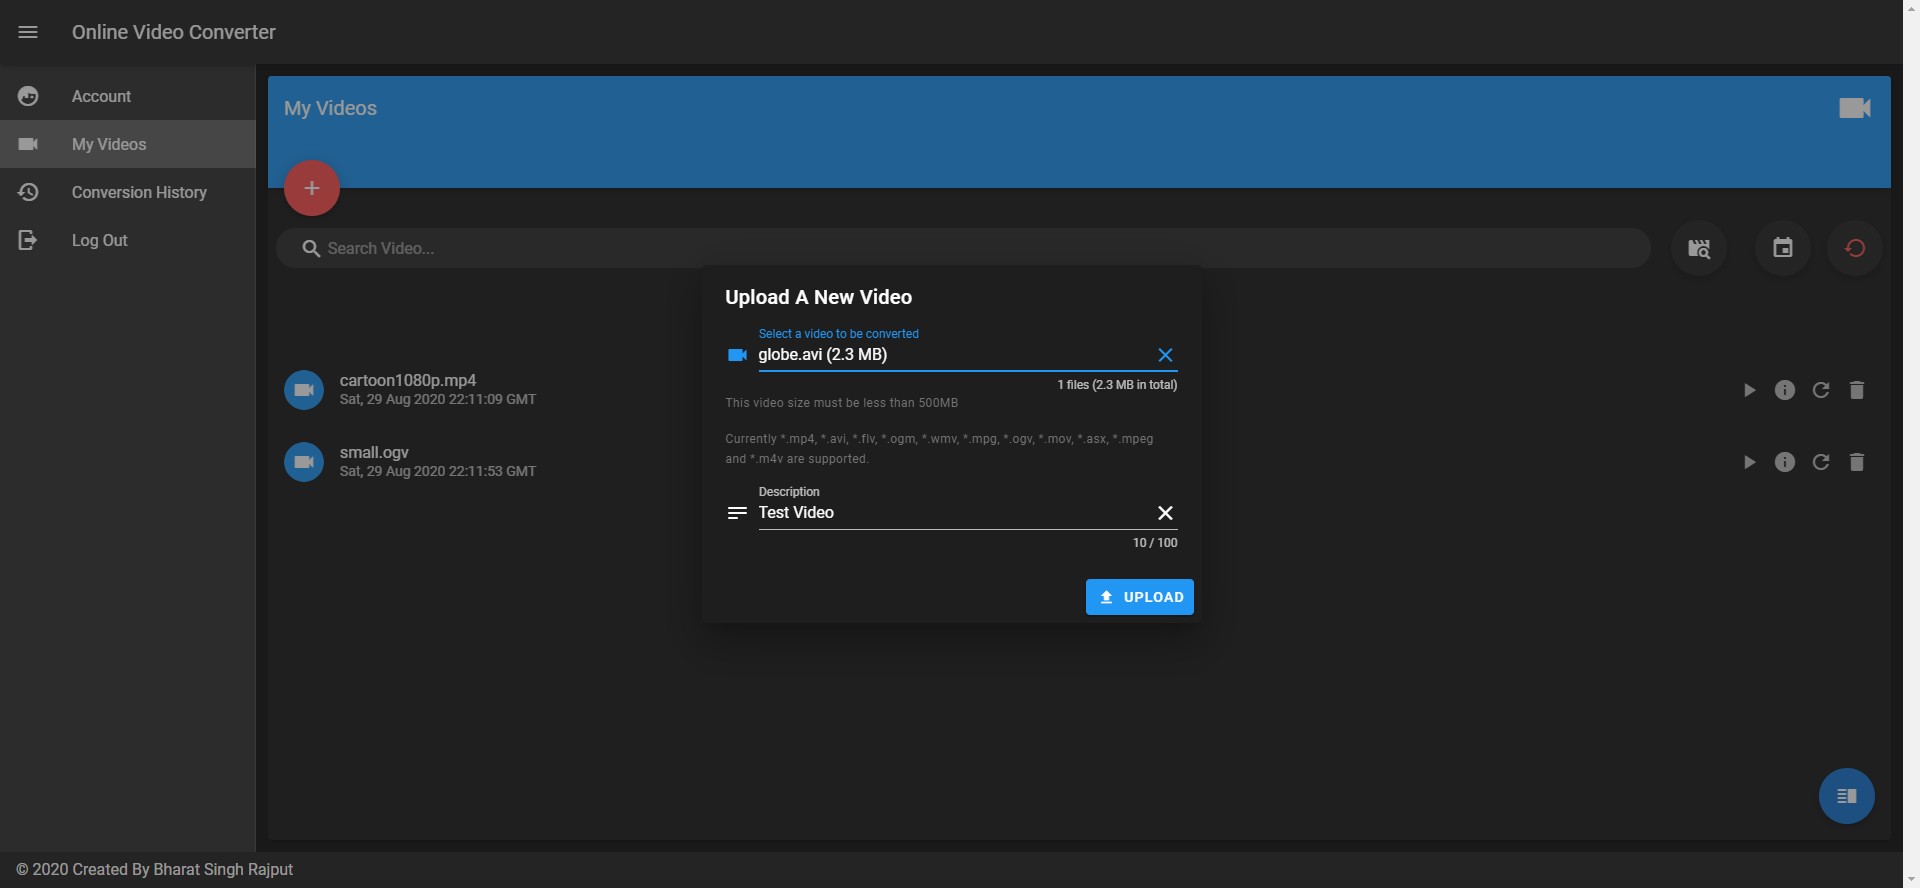 Online Video Converter
Account
My Videos
Conversion History
Log Out
My Videos
+
Search Video...
Upload A New Video
Select a video to be converted
globe.avi (2.3 MB)
1 files (2.3 MB in total)
This video size must be less than 500MB
Currently *.mp4, *.avi, *.flv, *.ogm, *.wmv, *.mpg, *.ogv, *.mov, *.asx, *.mpeg
and *.m4v are supported.
Description
Test Video
10 / 100
UPLOAD
cartoon1080p.mp4
Sat, 29 Aug 2020 22:11:09 GMT
small.ogv
Sat, 29 Aug 2020 22:11:53 GMT
© 2020 Created By Bharat Singh Rajput